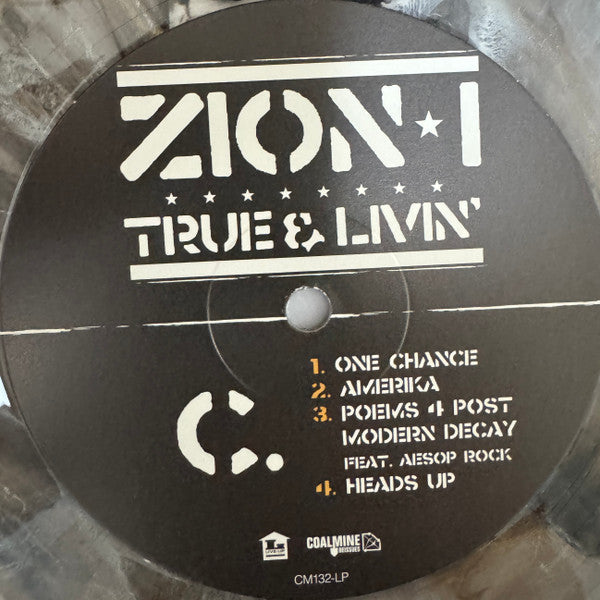 ZION★I
★ ★ ★ ★ ★ ★ ★ ★
TRUE & LIVIN'
1. ONE CHANCE
2. AMERIKA
3. POEMS 4 POST
MODERN DECAY
FEAT. AESOP ROCK
4. HEADS UP
C.
COALMINE
REISSUES
CM132-LP